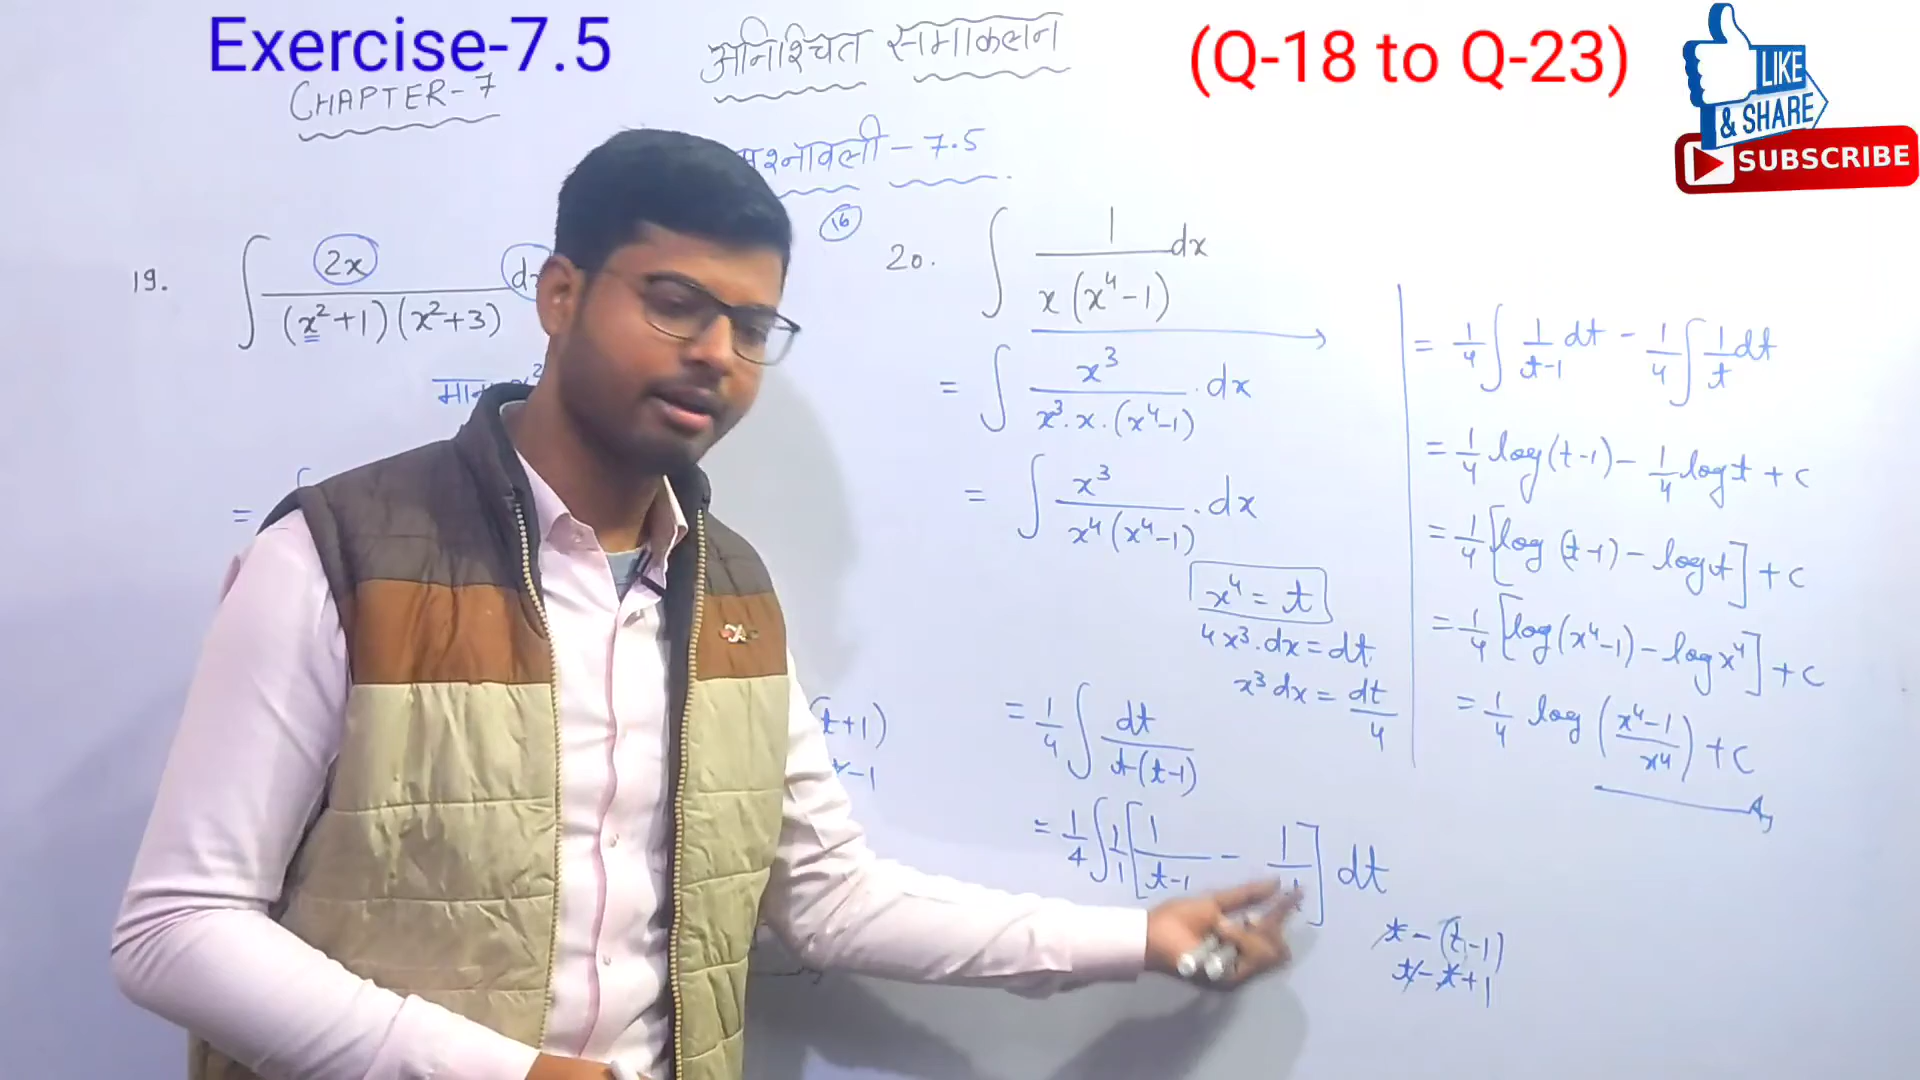 Exercise-7.5
(Q-18 to Q-23)
LIKE
& SHARE
SUBSCRIBE
CHAPTER-7
अनिश्चित समाकलन
प्रश्नावली - 7.5
19. ∫ 2x / (x²+1)(x²+3)
=
(t+1)
16
20. ∫ 1 / x(x⁴-1) dx
= ∫ x³ / x³.x.(x⁴-1) . dx
= ∫ x³ / x⁴(x⁴-1) . dx
x⁴ = t
4x³.dx = dt
x³ dx = dt/4
= 1/4 ∫ dt / t(t-1)
= 1/4 ∫ 1/1 [ 1/t-1 - 1/t ] dt
t - (t-1)
t - t + 1
= 1/4 ∫ 1/t-1 dt - 1/4 ∫ 1/t dt
= 1/4 log(t-1) - 1/4 log t + c
= 1/4 [log (t-1) - log t] + c
= 1/4 [log(x⁴-1) - log x⁴] + c
= 1/4 log (x⁴-1 / x⁴) + c